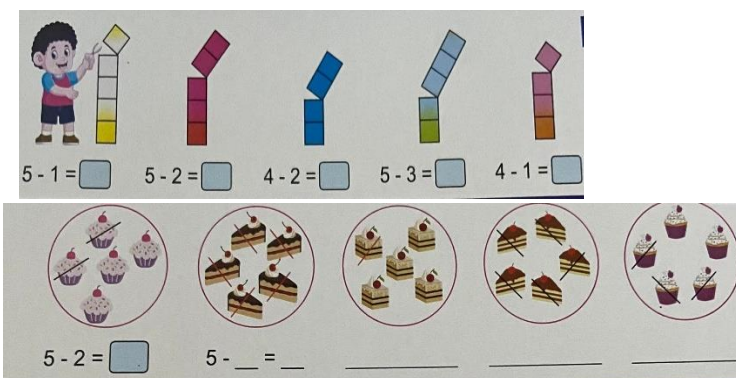 5 - 1 =
5 - 2 =
4 - 2 =
5 - 3 =
4 - 1 =
5 - 2 =
5 - __ = __